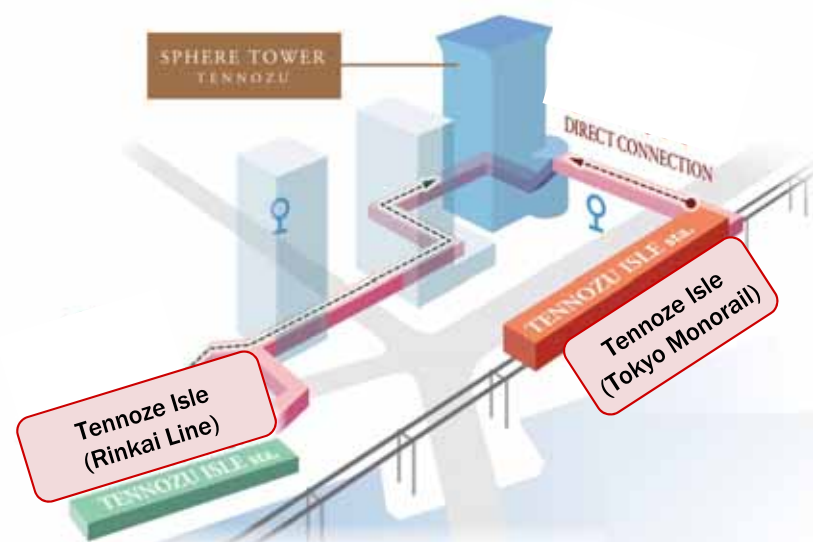 SPHERE TOWER
TENNOZU
DIRECT CONNECTION
TENNOZU ISLE sta.
Tennoze Isle
(Tokyo Monorail)
Tennoze Isle
(Rinkai Line)
TENNOZU ISLE sta.